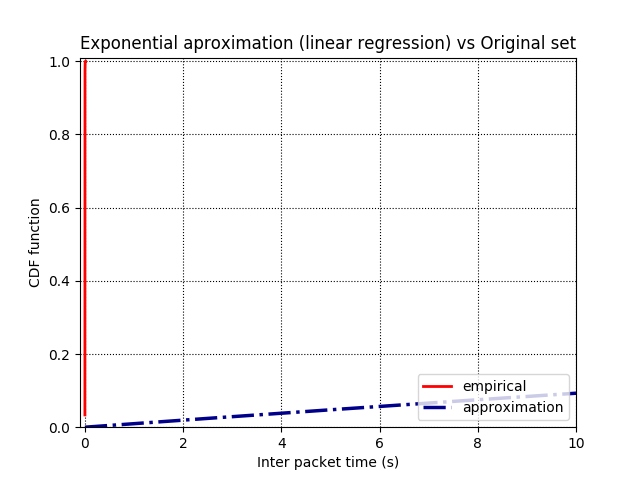 Exponential aproximation (linear regression) vs Original set
1.0
0.8
0.6
0.4
0.2
0.0
CDF function
empirical
approximation
0 2 4 6 8 10
Inter packet time (s)